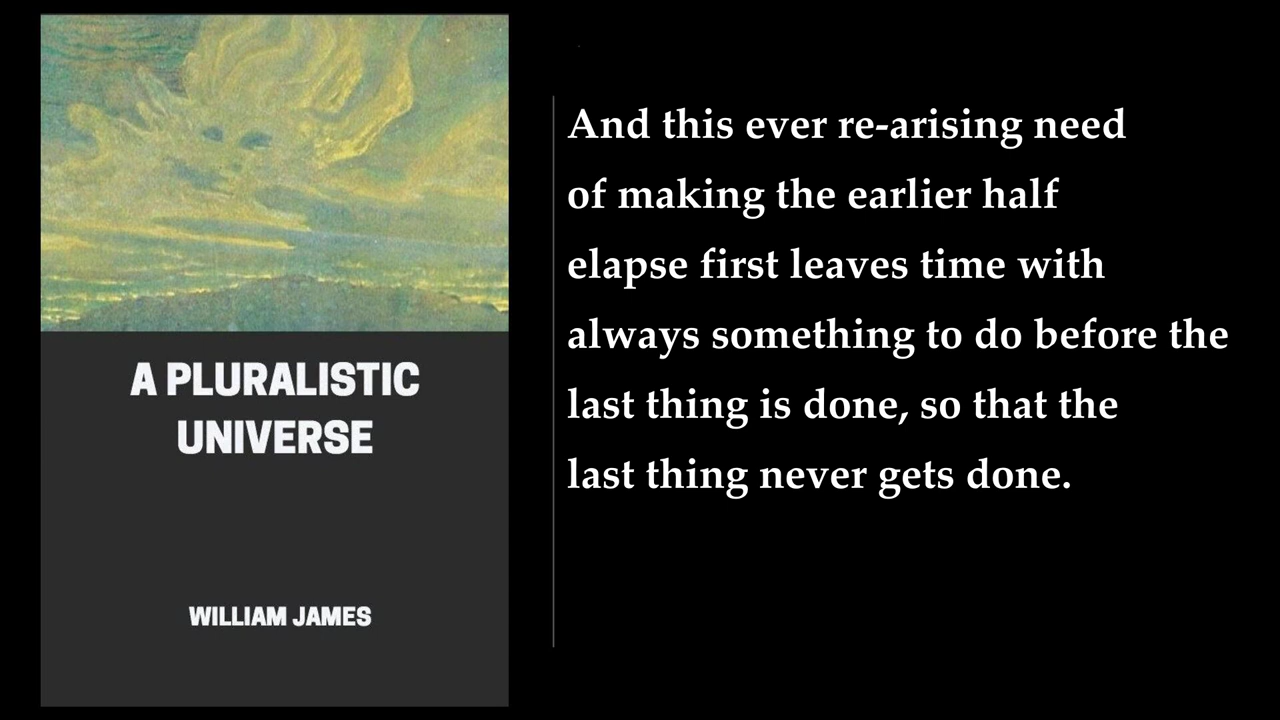 A PLURALISTIC
UNIVERSE
WILLIAM JAMES
And this ever re-arising need
of making the earlier half
elapse first leaves time with
always something to do before the
last thing is done, so that the
last thing never gets done.